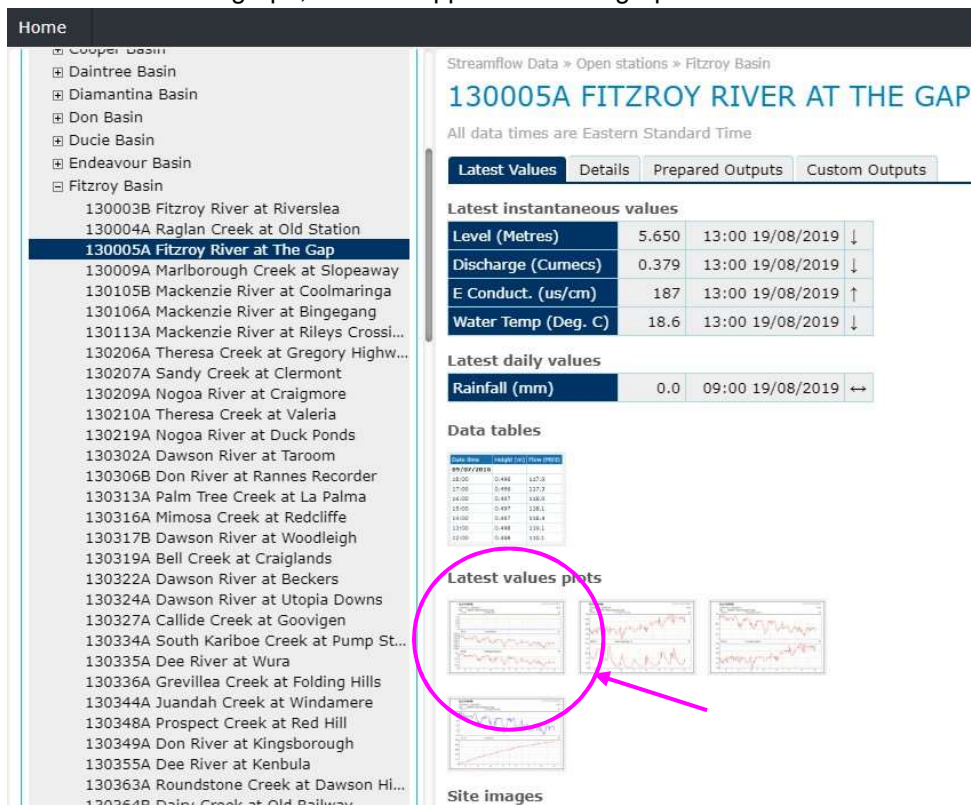 Home
Cooper Basin
Daintree Basin
Diamantina Basin
Don Basin
Ducie Basin
Endeavour Basin
Fitzroy Basin
130003B Fitzroy River at Riverslea
130004A Raglan Creek at Old Station
130005A Fitzroy River at The Gap
130009A Marlborough Creek at Slopeaway
130105B Mackenzie River at Coolmaringa
130106A Mackenzie River at Bingegang
130113A Mackenzie River at Rileys Crossi...
130206A Theresa Creek at Gregory Highw...
130207A Sandy Creek at Clermont
130209A Nogoa River at Craigmore
130210A Theresa Creek at Valeria
130219A Nogoa River at Duck Ponds
130302A Dawson River at Taroom
130306B Don River at Rannes Recorder
130313A Palm Tree Creek at La Palma
130316A Mimosa Creek at Redcliffe
130317B Dawson River at Woodleigh
130319A Bell Creek at Craiglands
130322A Dawson River at Beckers
130324A Dawson River at Utopia Downs
130327A Callide Creek at Goovigen
130334A South Kariboe Creek at Pump St...
130335A Dee River at Wura
130336A Grevillea Creek at Folding Hills
130344A Juandah Creek at Windamere
130348A Prospect Creek at Red Hill
130349A Don River at Kingsborough
130355A Dee River at Kenbula
130363A Roundstone Creek at Dawson Hi...
130364B Dairy Creek at Old Railway
Streamflow Data » Open stations » Fitzroy Basin
130005A FITZROY RIVER AT THE GAP
All data times are Eastern Standard Time
Latest Values Details Prepared Outputs Custom Outputs
Latest instantaneous values
Level (Metres) 5.650 13:00 19/08/2019 ↓
Discharge (Cumecs) 0.379 13:00 19/08/2019 ↓
E Conduct. (us/cm) 187 13:00 19/08/2019 ↑
Water Temp (Deg. C) 18.6 13:00 19/08/2019 ↓
Latest daily values
Rainfall (mm) 0.0 09:00 19/08/2019 ↔
Data tables
Latest values plots
Site images